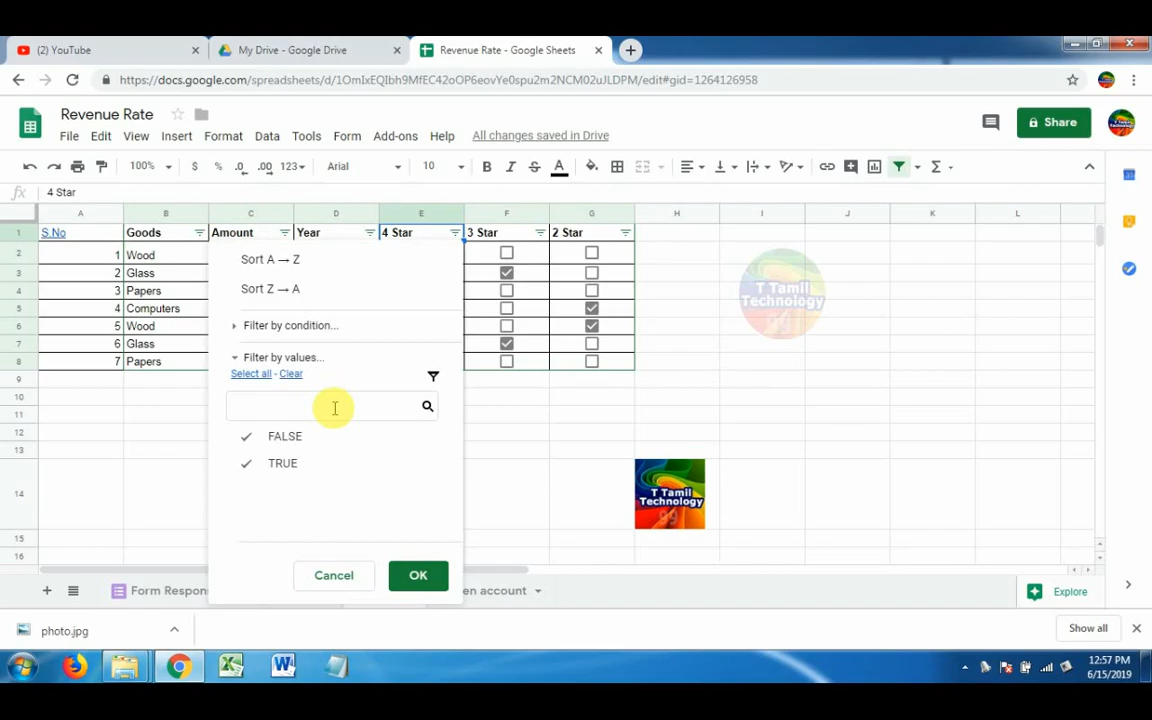 (2) YouTube
My Drive - Google Drive
Revenue Rate - Google Sheets
https://docs.google.com/spreadsheets/d/1OmIxEQIbh9MfEC42oOP6eovYe0spu2m2NCM02uJLDPM/edit#gid=1264126958
Revenue Rate
File Edit View Insert Format Data Tools Form Add-ons Help All changes saved in Drive
Share
100% $ % .0 .00 123 Arial 10 B I S A Σ
fx 4 Star
A B C D E F G H I J K L
1 S.No Goods Amount Year 4 Star 3 Star 2 Star
2 1 Wood
3 2 Glass
4 3 Papers
5 4 Computers
6 5 Wood
7 6 Glass
8 7 Papers
9
10
11
12
13
14
15
16
Sort A → Z
Sort Z → A
Filter by condition...
Filter by values...
Select all - Clear
FALSE
TRUE
Cancel OK
T Tamil
Technology
T Tamil
Technology
Form Respon
en account
Explore
photo.jpg
Show all
12:57 PM
6/15/2019